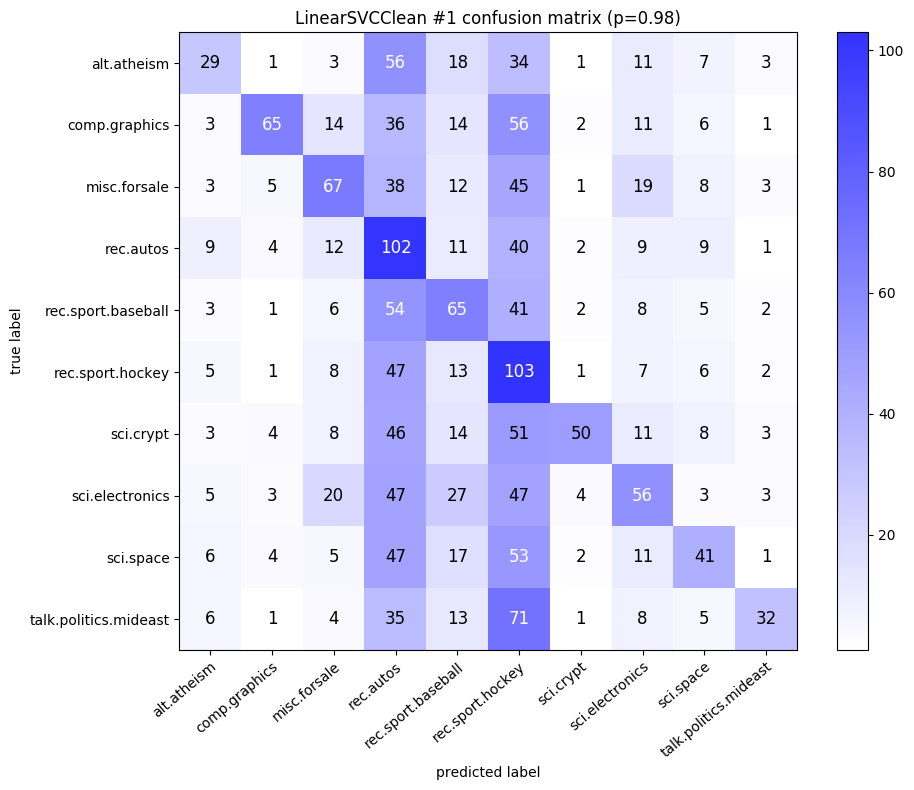 LinearSVCClean #1 confusion matrix (p=0.98)
alt.atheism 29 1 3 56 18 34 1 11 7 3
comp.graphics 3 65 14 36 14 56 2 11 6 1
misc.forsale 3 5 67 38 12 45 1 19 8 3
rec.autos 9 4 12 102 11 40 2 9 9 1
rec.sport.baseball 3 1 6 54 65 41 2 8 5 2
rec.sport.hockey 5 1 8 47 13 103 1 7 6 2
sci.crypt 3 4 8 46 14 51 50 11 8 3
sci.electronics 5 3 20 47 27 47 4 56 3 3
sci.space 6 4 5 47 17 53 2 11 41 1
talk.politics.mideast 6 1 4 35 13 71 1 8 5 32
true label
alt.atheism
comp.graphics
misc.forsale
rec.autos
rec.sport.baseball
rec.sport.hockey
sci.crypt
sci.electronics
sci.space
talk.politics.mideast
predicted label
100
80
60
40
20